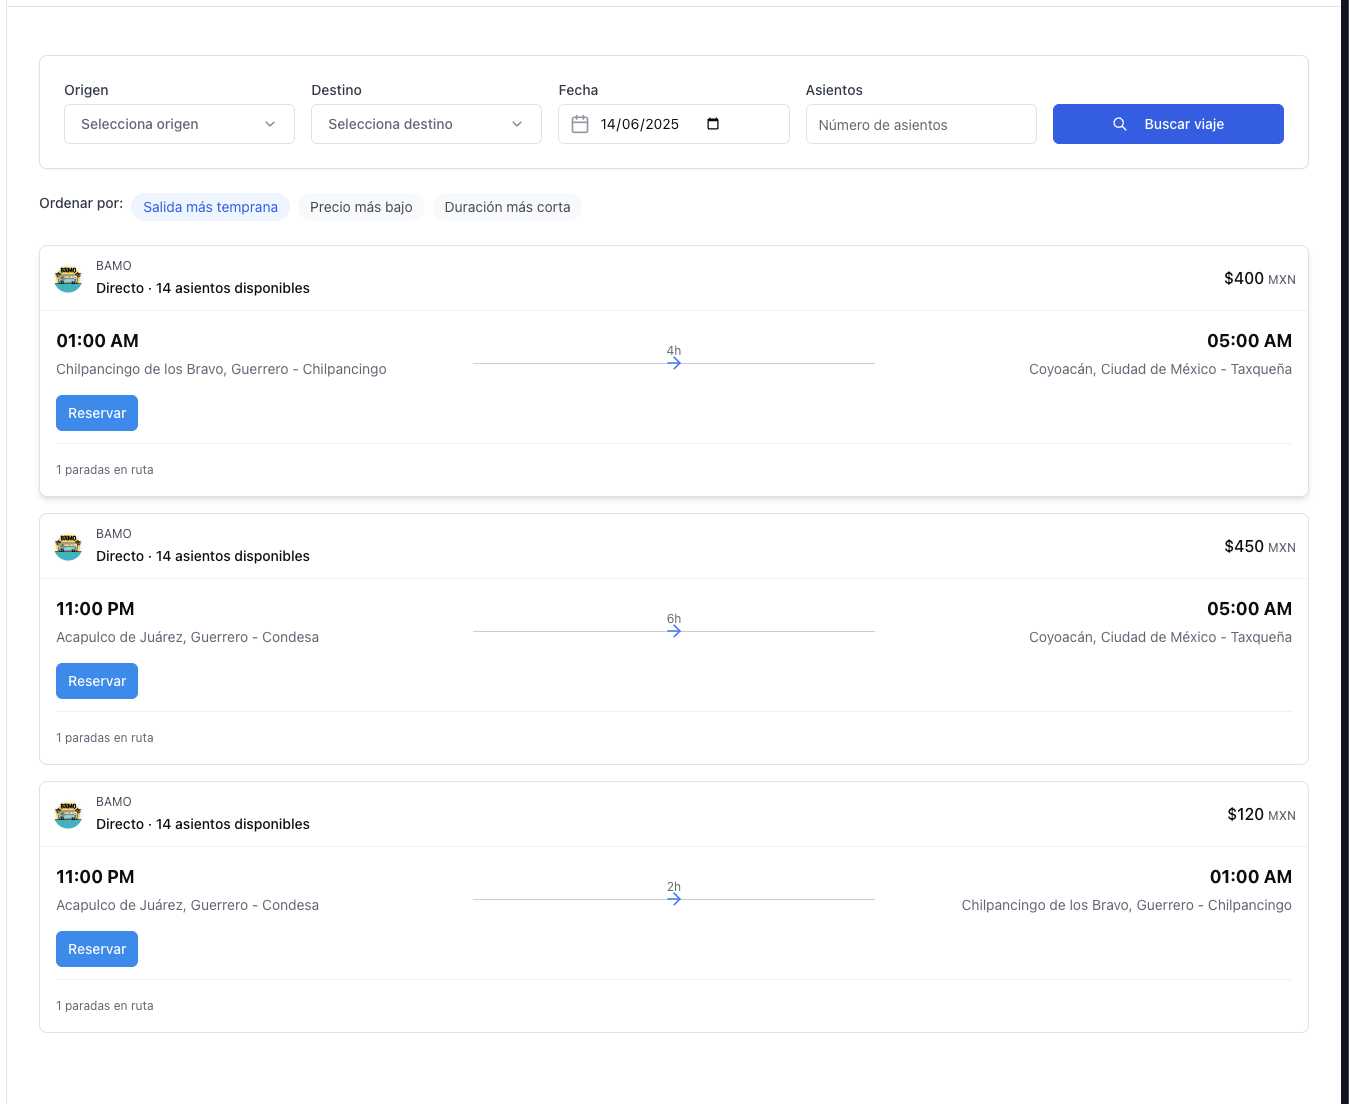 Origen
Destino
Fecha
Asientos
Selecciona origen
Selecciona destino
14/06/2025
Número de asientos
Buscar viaje
Ordenar por:
Salida más temprana
Precio más bajo
Duración más corta
BAMO
BAMO
Directo · 14 asientos disponibles
$400 MXN
01:00 AM
4h
05:00 AM
Chilpancingo de los Bravo, Guerrero - Chilpancingo
Coyoacán, Ciudad de México - Taxqueña
Reservar
1 paradas en ruta
BAMO
BAMO
Directo · 14 asientos disponibles
$450 MXN
11:00 PM
6h
05:00 AM
Acapulco de Juárez, Guerrero - Condesa
Coyoacán, Ciudad de México - Taxqueña
Reservar
1 paradas en ruta
BAMO
BAMO
Directo · 14 asientos disponibles
$120 MXN
11:00 PM
2h
01:00 AM
Acapulco de Juárez, Guerrero - Condesa
Chilpancingo de los Bravo, Guerrero - Chilpancingo
Reservar
1 paradas en ruta